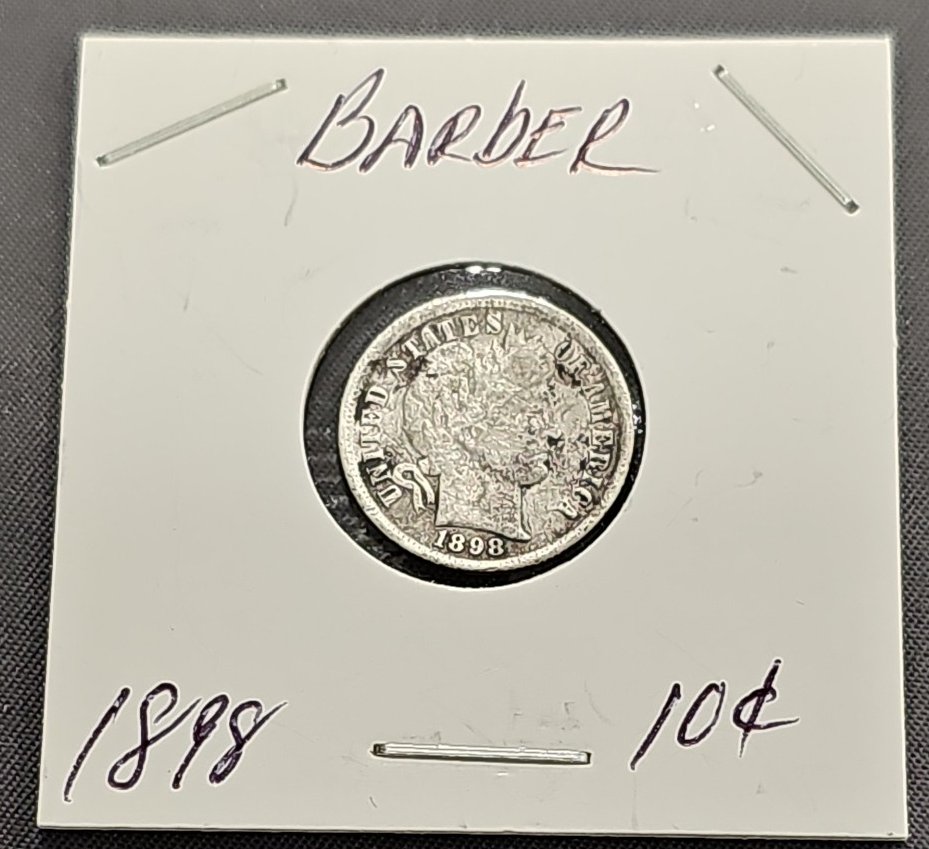 BARbER
UNITED STATES OF AMERICA
1898
1898 10¢